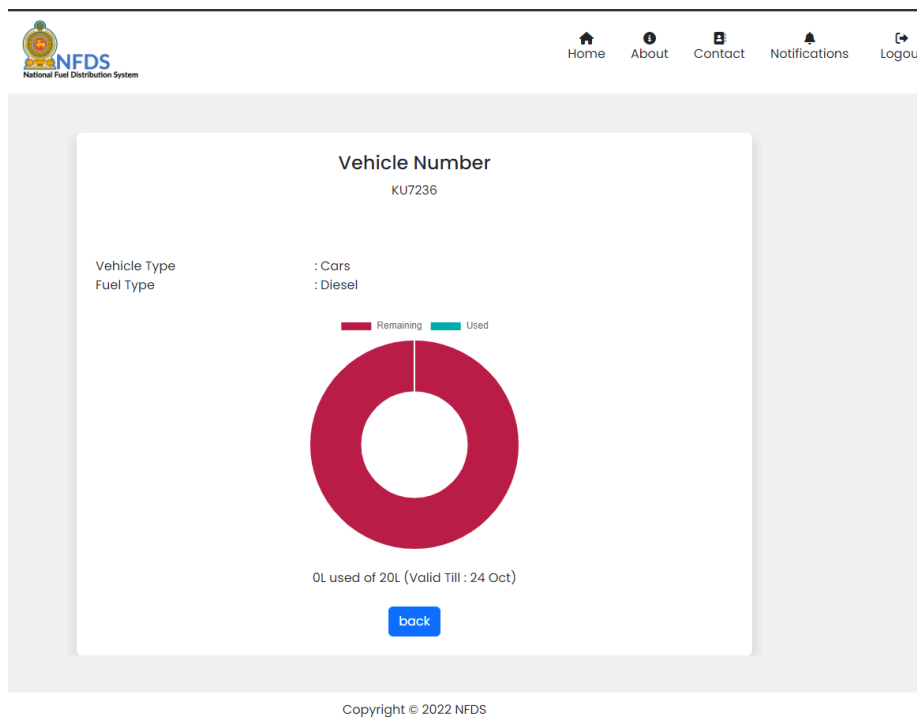 NFDS
National Fuel Distribution System
Home About Contact Notifications Logou
Vehicle Number
KU7236
Vehicle Type : Cars
Fuel Type : Diesel
Remaining Used
0L used of 20L (Valid Till : 24 Oct)
back
Copyright © 2022 NFDS